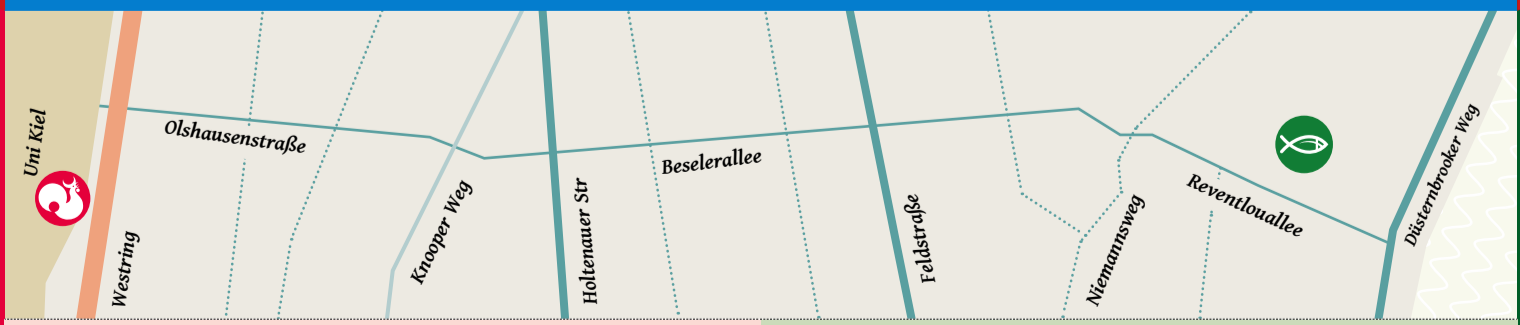 Uni Kiel
Westring
Olshausenstraße
Knooper Weg
Holtenauer Str
Beselerallee
Feldstraße
Niemannsweg
Reventlouallee
Düsternbrooker Weg